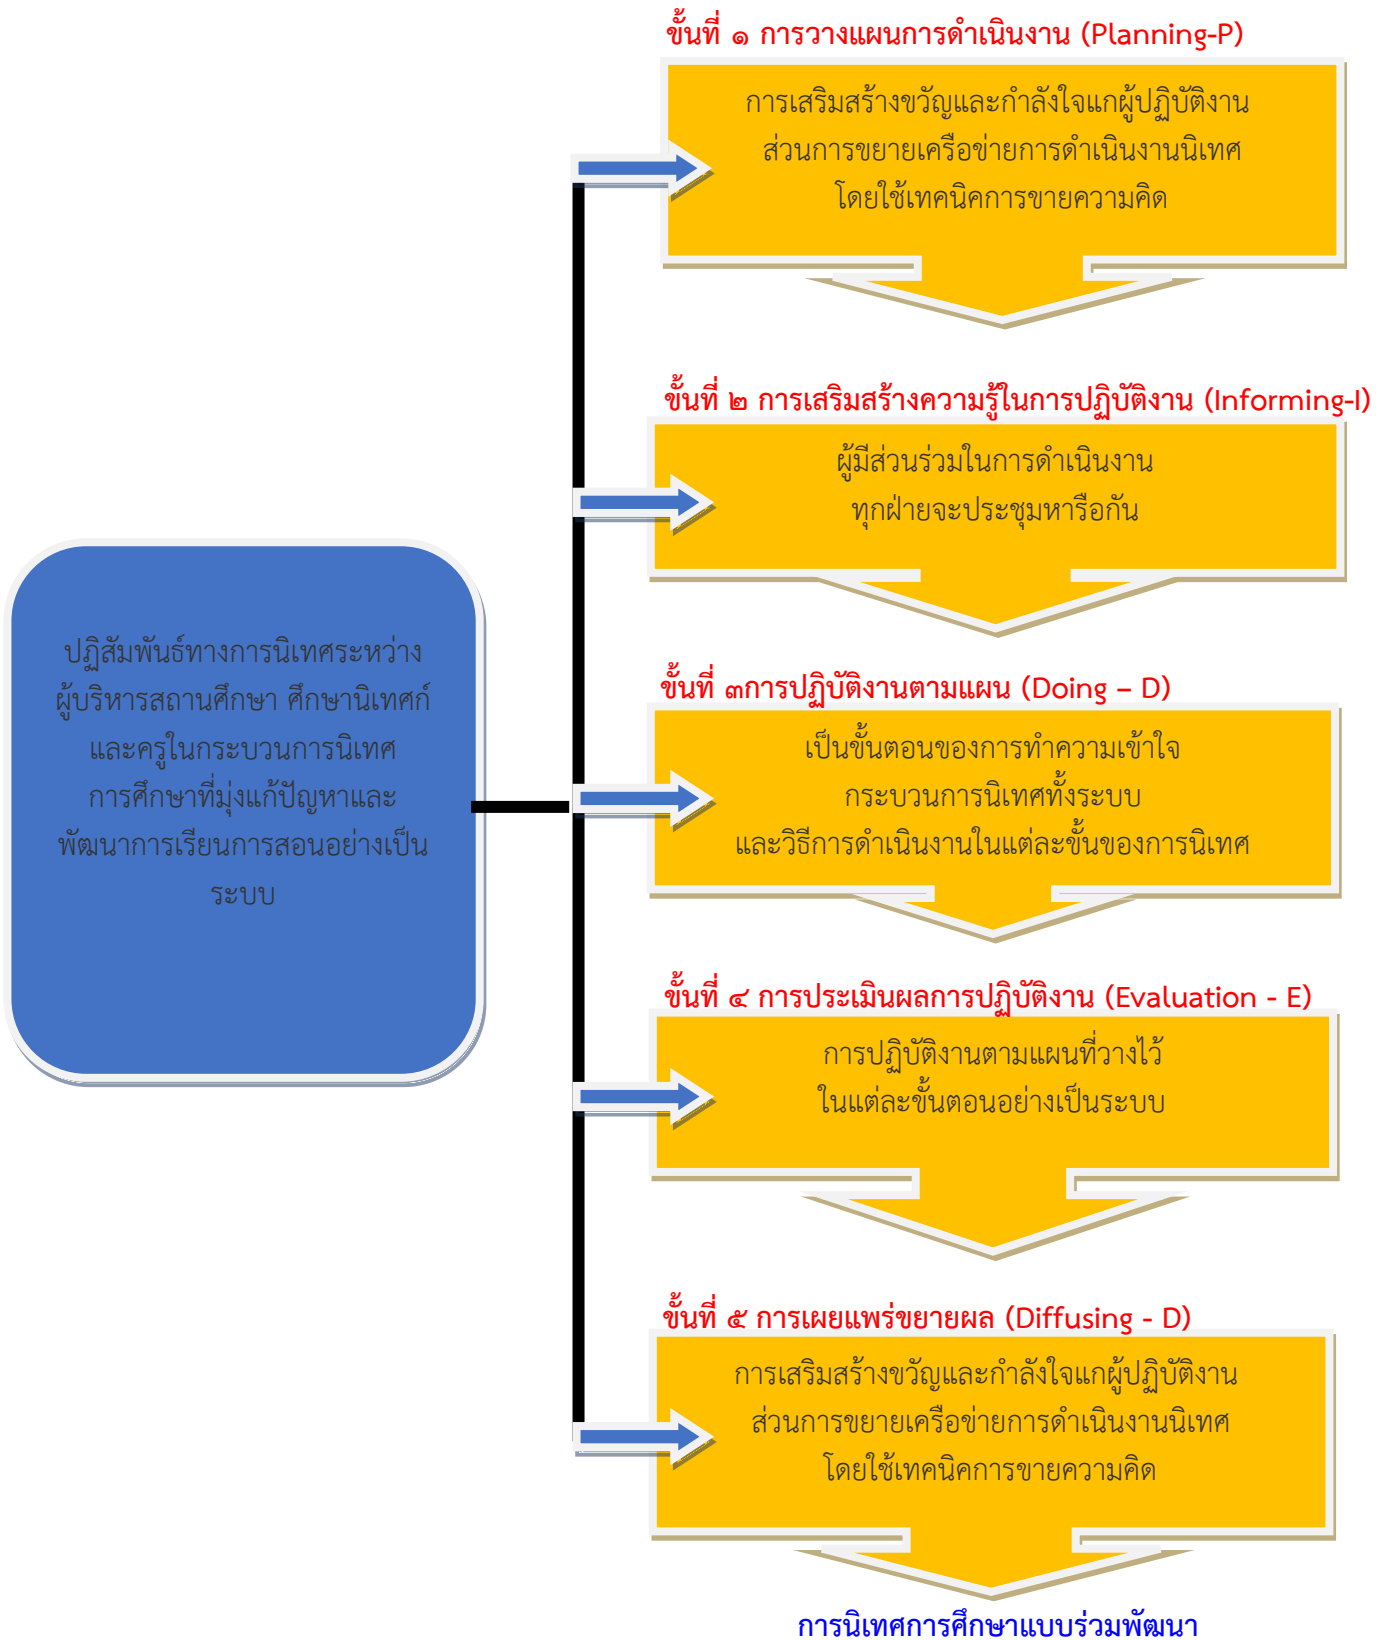 ขั้นที่ ๑ การวางแผนการดำเนินงาน (Planning-P)
การเสริมสร้างขวัญและกำลังใจแกผู้ปฏิบัติงาน
ส่วนการขยายเครือข่ายการดำเนินงานนิเทศ
โดยใช้เทคนิคการขายความคิด
ขั้นที่ ๒ การเสริมสร้างความรู้ในการปฏิบัติงาน (Informing-I)
ผู้มีส่วนร่วมในการดำเนินงาน
ทุกฝ่ายจะประชุมหารือกัน
ปฏิสัมพันธ์ทางการนิเทศระหว่าง
ผู้บริหารสถานศึกษา ศึกษานิเทศก์
และครูในกระบวนการนิเทศ
การศึกษาที่มุ่งแก้ปัญหาและ
พัฒนาการเรียนการสอนอย่างเป็น
ระบบ
ขั้นที่ ๓การปฏิบัติงานตามแผน (Doing – D)
เป็นขั้นตอนของการทำความเข้าใจ
กระบวนการนิเทศทั้งระบบ
และวิธีการดำเนินงานในแต่ละขั้นของการนิเทศ
ขั้นที่ ๔ การประเมินผลการปฏิบัติงาน (Evaluation - E)
การปฏิบัติงานตามแผนที่วางไว้
ในแต่ละขั้นตอนอย่างเป็นระบบ
ขั้นที่ ๕ การเผยแพร่ขยายผล (Diffusing - D)
การเสริมสร้างขวัญและกำลังใจแกผู้ปฏิบัติงาน
ส่วนการขยายเครือข่ายการดำเนินงานนิเทศ
โดยใช้เทคนิคการขายความคิด
การนิเทศการศึกษาแบบร่วมพัฒนา